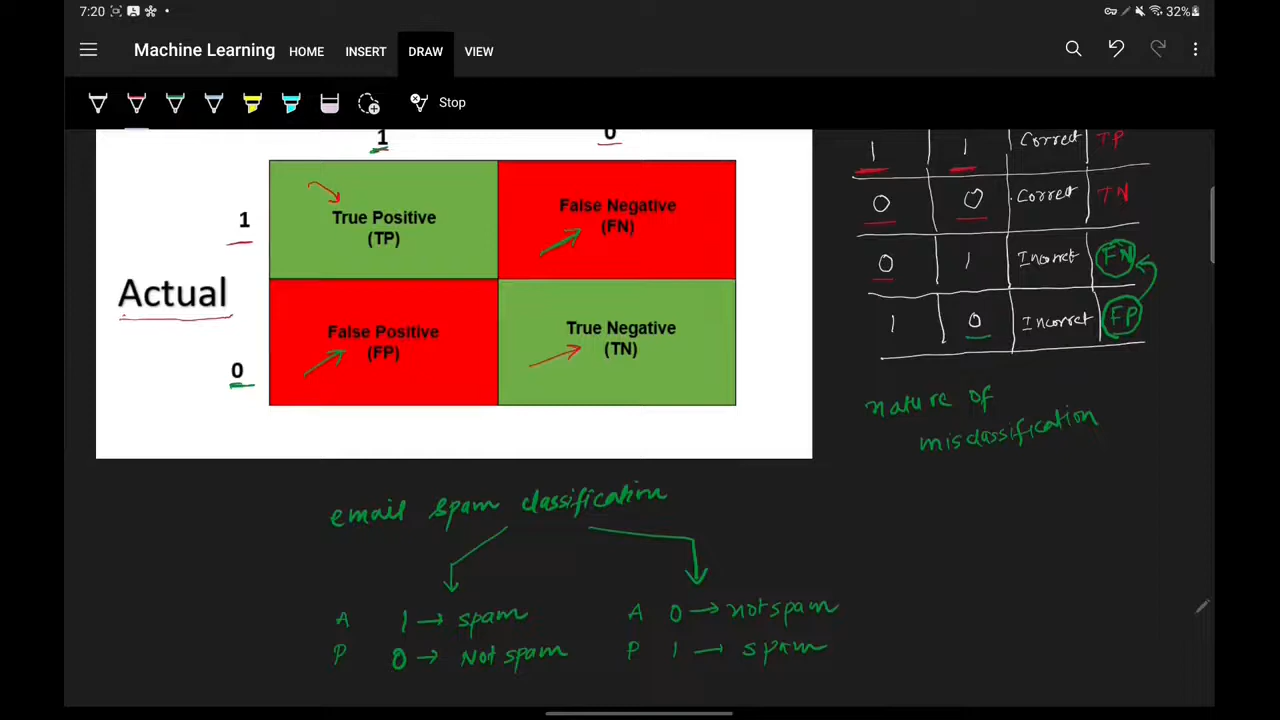 7:20 32%
Machine Learning HOME INSERT DRAW VIEW
Stop
1 0
1 True Positive (TP) False Negative (FN)
Actual
0 False Positive (FP) True Negative (TN)
1 1 Correct TP
0 0 Correct TN
0 1 Incorret FN
1 0 Incorret FP
nature of
misclassification
email spam classification
A 1 → spam A 0 → not spam
P 0 → Not spam P 1 → spam